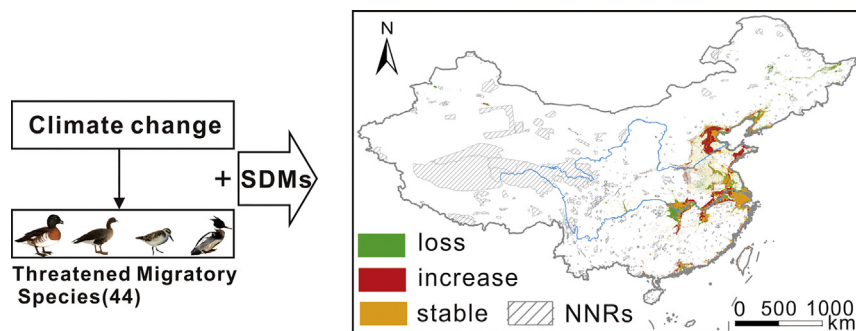 Climate change
+ SDMs
Threatened Migratory
Species(44)
N
loss
increase
stable
NNRs
0 500 1000
km